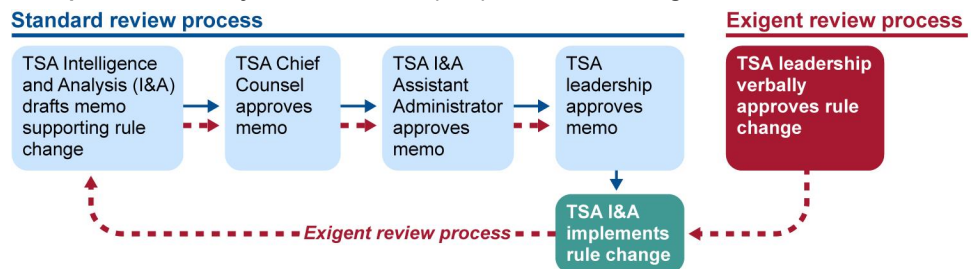 Standard review process
Exigent review process
TSA Intelligence
and Analysis (I&A)
drafts memo
supporting rule
change
TSA Chief
Counsel
approves
memo
TSA I&A
Assistant
Administrator
approves
memo
TSA
leadership
approves
memo
TSA leadership
verbally
approves rule
change
TSA I&A
implements
rule change
Exigent review process